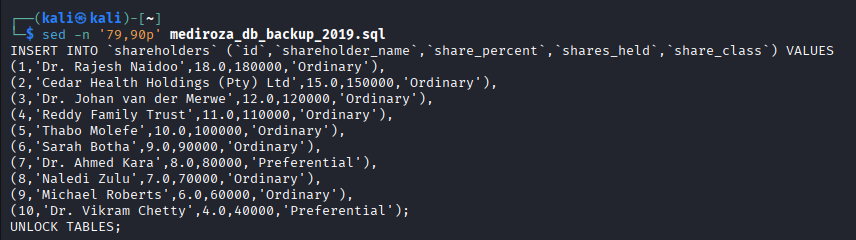 ┌──(kali㉿kali)-[~]
└─$ sed -n '79,90p' mediroza_db_backup_2019.sql
INSERT INTO `shareholders` (`id`,`shareholder_name`,`share_percent`,`shares_held`,`share_class`) VALUES
(1,'Dr. Rajesh Naidoo',18.0,180000,'Ordinary'),
(2,'Cedar Health Holdings (Pty) Ltd',15.0,150000,'Ordinary'),
(3,'Dr. Johan van der Merwe',12.0,120000,'Ordinary'),
(4,'Reddy Family Trust',11.0,110000,'Ordinary'),
(5,'Thabo Molefe',10.0,100000,'Ordinary'),
(6,'Sarah Botha',9.0,90000,'Ordinary'),
(7,'Dr. Ahmed Kara',8.0,80000,'Preferential'),
(8,'Naledi Zulu',7.0,70000,'Ordinary'),
(9,'Michael Roberts',6.0,60000,'Ordinary'),
(10,'Dr. Vikram Chetty',4.0,40000,'Preferential');
UNLOCK TABLES;